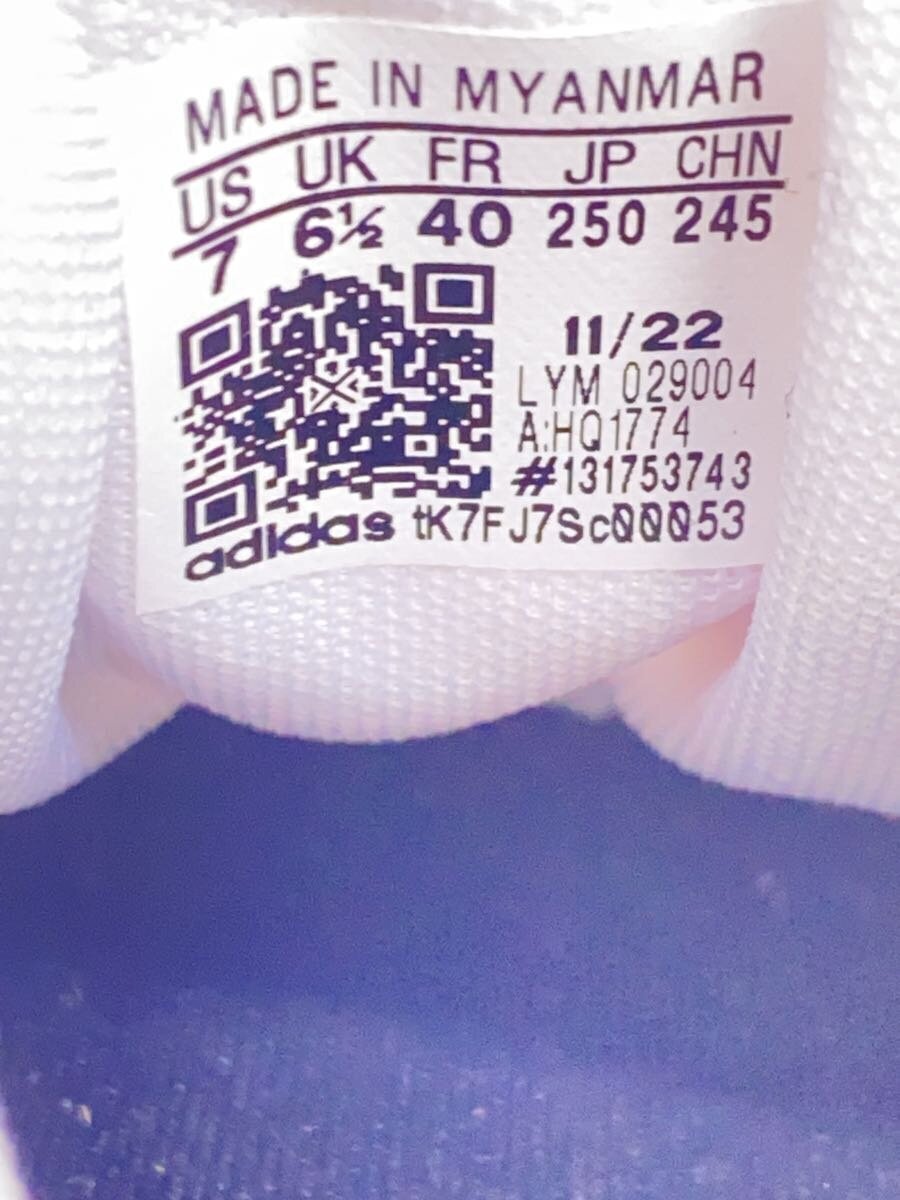 MADE IN MYANMAR
US UK FR JP CHN
7 6½ 40 250 245
11/22
LYM 029004
A:HQ1774
#131753743
adidas tK7FJ7Sc00053